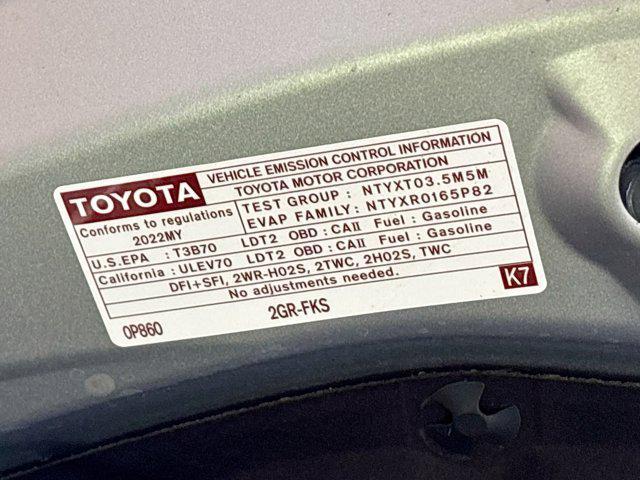 TOYOTA
VEHICLE EMISSION CONTROL INFORMATION
TOYOTA MOTOR CORPORATION
Conforms to regulations
2022MY
TEST GROUP : NTYXT03.5M5M
EVAP FAMILY: NTYXR0165P82
U.S.EPA : T3B70 LDT2 OBD : CAII Fuel : Gasoline
California : ULEV70 LDT2 OBD : CAII Fuel : Gasoline
DFI+SFI, 2WR-HO2S, 2TWC, 2HO2S, TWC
No adjustments needed.
0P860
2GR-FKS
K7